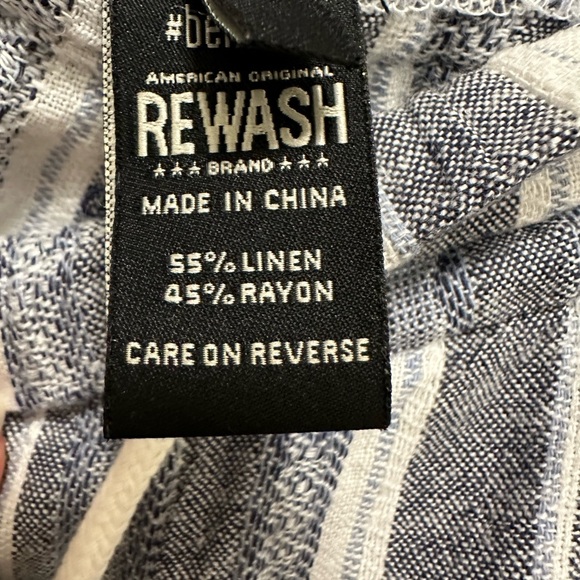 AMERICAN ORIGINAL
REWASH
★★★ BRAND ★★★
MADE IN CHINA
55% LINEN
45% RAYON
CARE ON REVERSE